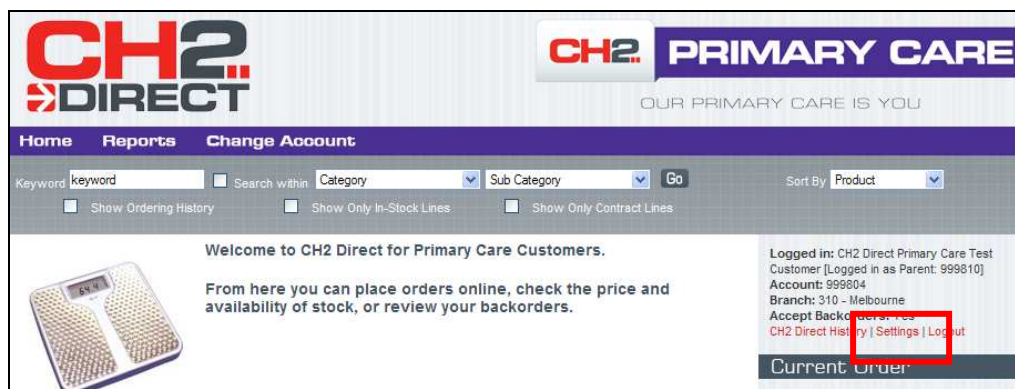 CH2..
DIRECT
CH2.. PRIMARY CARE
OUR PRIMARY CARE IS YOU
Home Reports Change Account
Keyword keyword Search within Category Sub Category Go Sort By Product
Show Ordering History Show Only In-Stock Lines Show Only Contract Lines
Welcome to CH2 Direct for Primary Care Customers.
From here you can place orders online, check the price and
availability of stock, or review your backorders.
64.4
Logged in: CH2 Direct Primary Care Test
Customer [Logged in as Parent: 999810]
Account: 999804
Branch: 310 - Melbourne
Accept Backorders: Yes
CH2 Direct History | Settings | Logout
Current Order